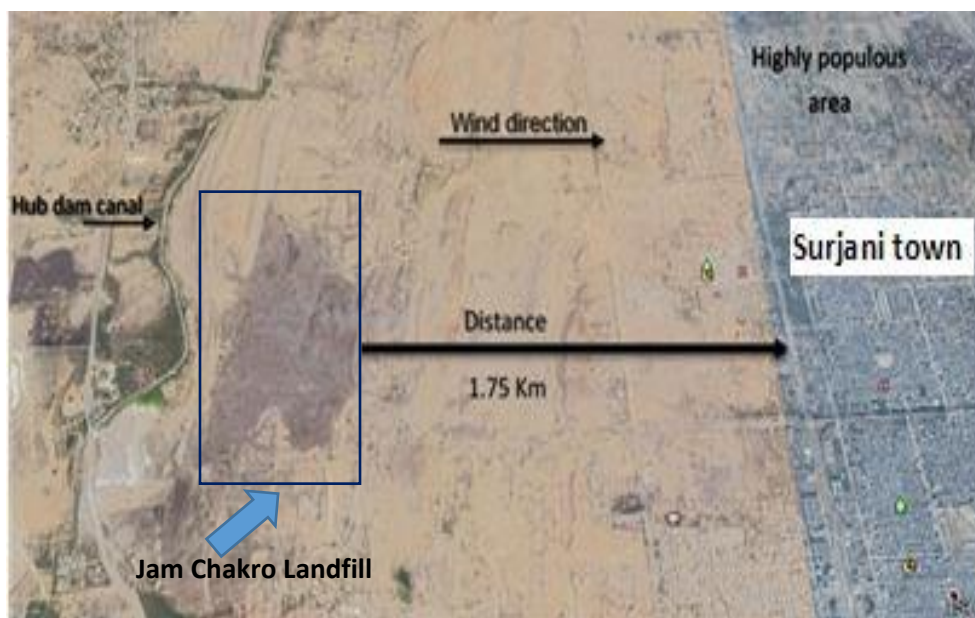 Highly populous
area
Wind direction
Hub dam canal
Surjani town
Distance
1.75 Km
Jam Chakro Landfill